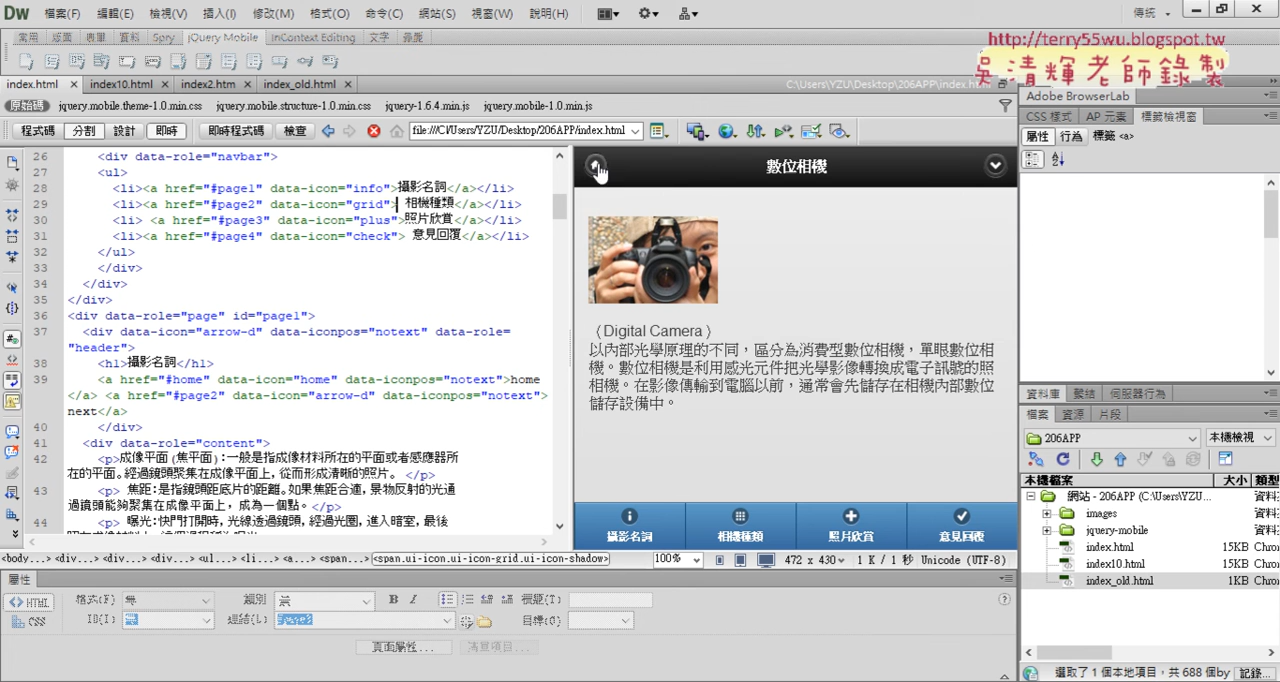 Dw 檔案(F) 編輯(E) 檢視(V) 插入(I) 修改(M) 格式(O) 命令(C) 網站(S) 視窗(W) 說明(H) 傳統
常用 版面 表單 資料 Spry jQuery Mobile InContext Editing 文字 我的最愛
http://terry55wu.blogspot.tw
吳清輝老師錄製
index.html index10.html index2.htm index_old.html C:\Users\YZU\Desktop\206APP\index.html
原始碼 jquery.mobile.theme-1.0.min.css jquery.mobile.structure-1.0.min.css jquery-1.6.4.min.js jquery.mobile-1.0.min.js
程式碼 分割 設計 即時 即時程式碼 檢查 file:///C|/Users/YZU/Desktop/206APP/index.html
26 <div data-role="navbar">
27 <ul>
28 <li><a href="#page1" data-icon="info">攝影名詞</a></li>
29 <li><a href="#page2" data-icon="grid"> 相機種類</a></li>
30 <li> <a href="#page3" data-icon="plus">照片欣賞</a></li>
31 <li><a href="#page4" data-icon="check"> 意見回覆</a></li>
32 </ul>
33 </div>
34 </div>
35 </div>
36 <div data-role="page" id="page1">
37 <div data-icon="arrow-d" data-iconpos="notext" data-role=
"header">
38 <h1>攝影名詞</h1>
39 <a href="#home" data-icon="home" data-iconpos="notext">home
</a> <a href="#page2" data-icon="arrow-d" data-iconpos="notext">
next</a>
40 </div>
41 <div data-role="content">
42 <p>成像平面(焦平面):一般是指成像材料所在的平面或者感應器所
在的平面。經過鏡頭聚集在成像平面上,從而形成清晰的照片。 </p>
43 <p> 焦距:是指鏡頭距底片的距離。如果焦距合適,景物反射的光通
過鏡頭能夠聚集在成像平面上，成為一個點。</p>
44 <p> 曝光:快門打開時,光線透過鏡頭,經過光圈,進入暗室,最後
數位相機
〈Digital Camera〉
以內部光學原理的不同，區分為消費型數位相機，單眼數位相
機。數位相機是利用感光元件把光學影像轉換成電子訊號的照
相機。在影像傳輸到電腦以前，通常會先儲存在相機內部數位
儲存設備中。
攝影名詞 相機種類 照片欣賞 意見回覆
<body...> <div...> <div...> <div...> <ul...> <li...> <a...> <span...> <span.ui-icon.ui-icon-grid.ui-icon-shadow> 100% 472 x 430 1 K / 1 秒 Unicode (UTF-8)
屬性
HTML 格式(F) 無 類別 無 B I 標題(T)
CSS ID(I) 無 連結(L) #page2 目標(G)
頁面屬性... 清單項目...
Adobe BrowserLab
CSS 樣式 AP 元素 標籤檢視窗
屬性 行為 標籤 <a>
資料庫 繫結 伺服器行為
檔案 資源 片段
206APP 本機檢視
本機檔案 大小 類型
網站 - 206APP (C:\Users\YZU... 資料
images 資料
jquery-mobile 資料
index.html 15KB Chro
index10.html 15KB Chro
index_old.html 1KB Chro
選取了 1 個本地項目，共 688 個by 記錄...